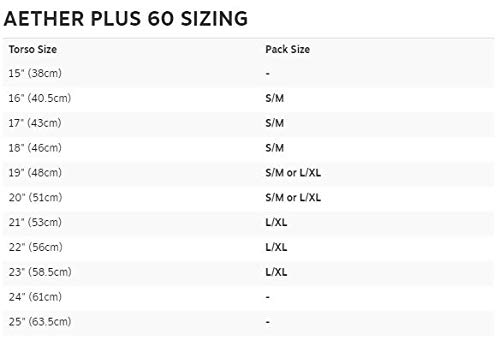 AETHER PLUS 60 SIZING
Torso Size Pack Size
15" (38cm) -
16" (40.5cm) S/M
17" (43cm) S/M
18" (46cm) S/M
19" (48cm) S/M or L/XL
20" (51cm) S/M or L/XL
21" (53cm) L/XL
22" (56cm) L/XL
23" (58.5cm) L/XL
24" (61cm) -
25" (63.5cm) -